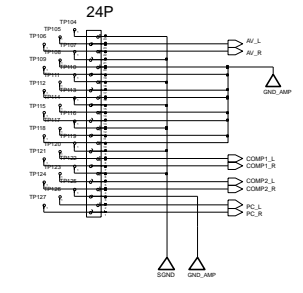 24P
TP104
TP105
TP106
TP107
TP108
TP109
TP110
TP111
TP112
TP113
TP114
TP115
TP116
TP117
TP118
TP119
TP120
TP121
TP122
TP123
TP124
TP125
TP126
TP127
AV_L
AV_R
GND_AMP
COMP1_L
COMP1_R
COMP2_L
COMP2_R
PC_L
PC_R
SGND
GND_AMP